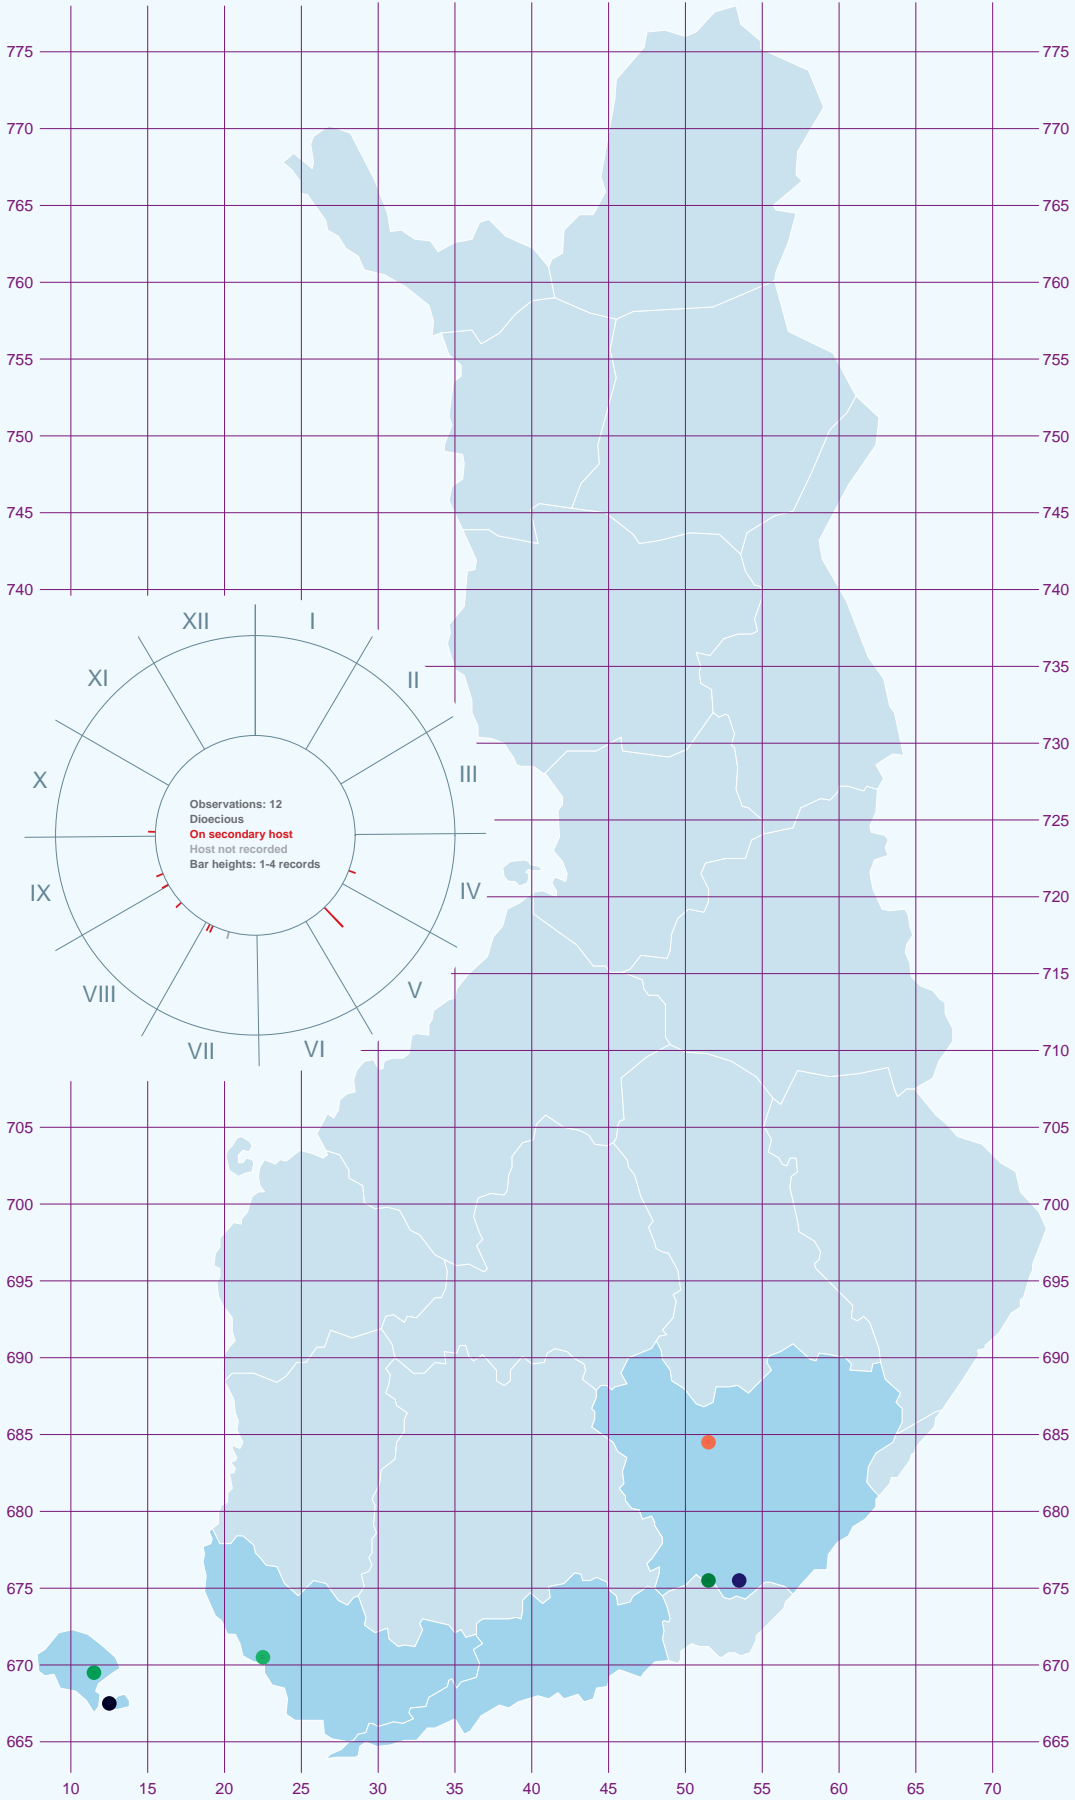 775 775
770 770
765 765
760 760
755 755
750 750
745 745
740 740
XII I
735
XI II
730
X III
Observations: 12
Dioecious
On secondary host
Host not recorded
Bar heights: 1-4 records
725
IX IV
720
VIII V
715
VII VI
710
705 705
700 700
695 695
690 690
685 685
680 680
675 675
670 670
665 665
10 15 20 25 30 35 40 45 50 55 60 65 70